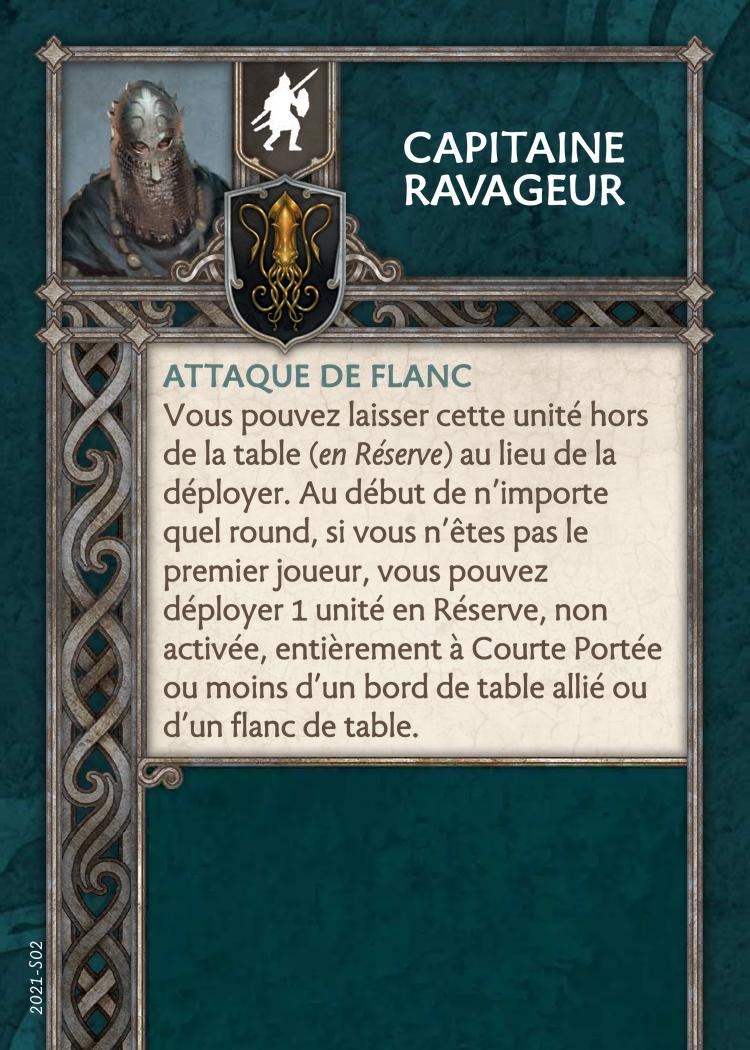 CAPITAINE
RAVAGEUR
ATTAQUE DE FLANC
Vous pouvez laisser cette unité hors
de la table (en Réserve) au lieu de la
déployer. Au début de n’importe
quel round, si vous n’êtes pas le
premier joueur, vous pouvez
déployer 1 unité en Réserve, non
activée, entièrement à Courte Portée
ou moins d’un bord de table allié ou
d’un flanc de table.
2021-S02